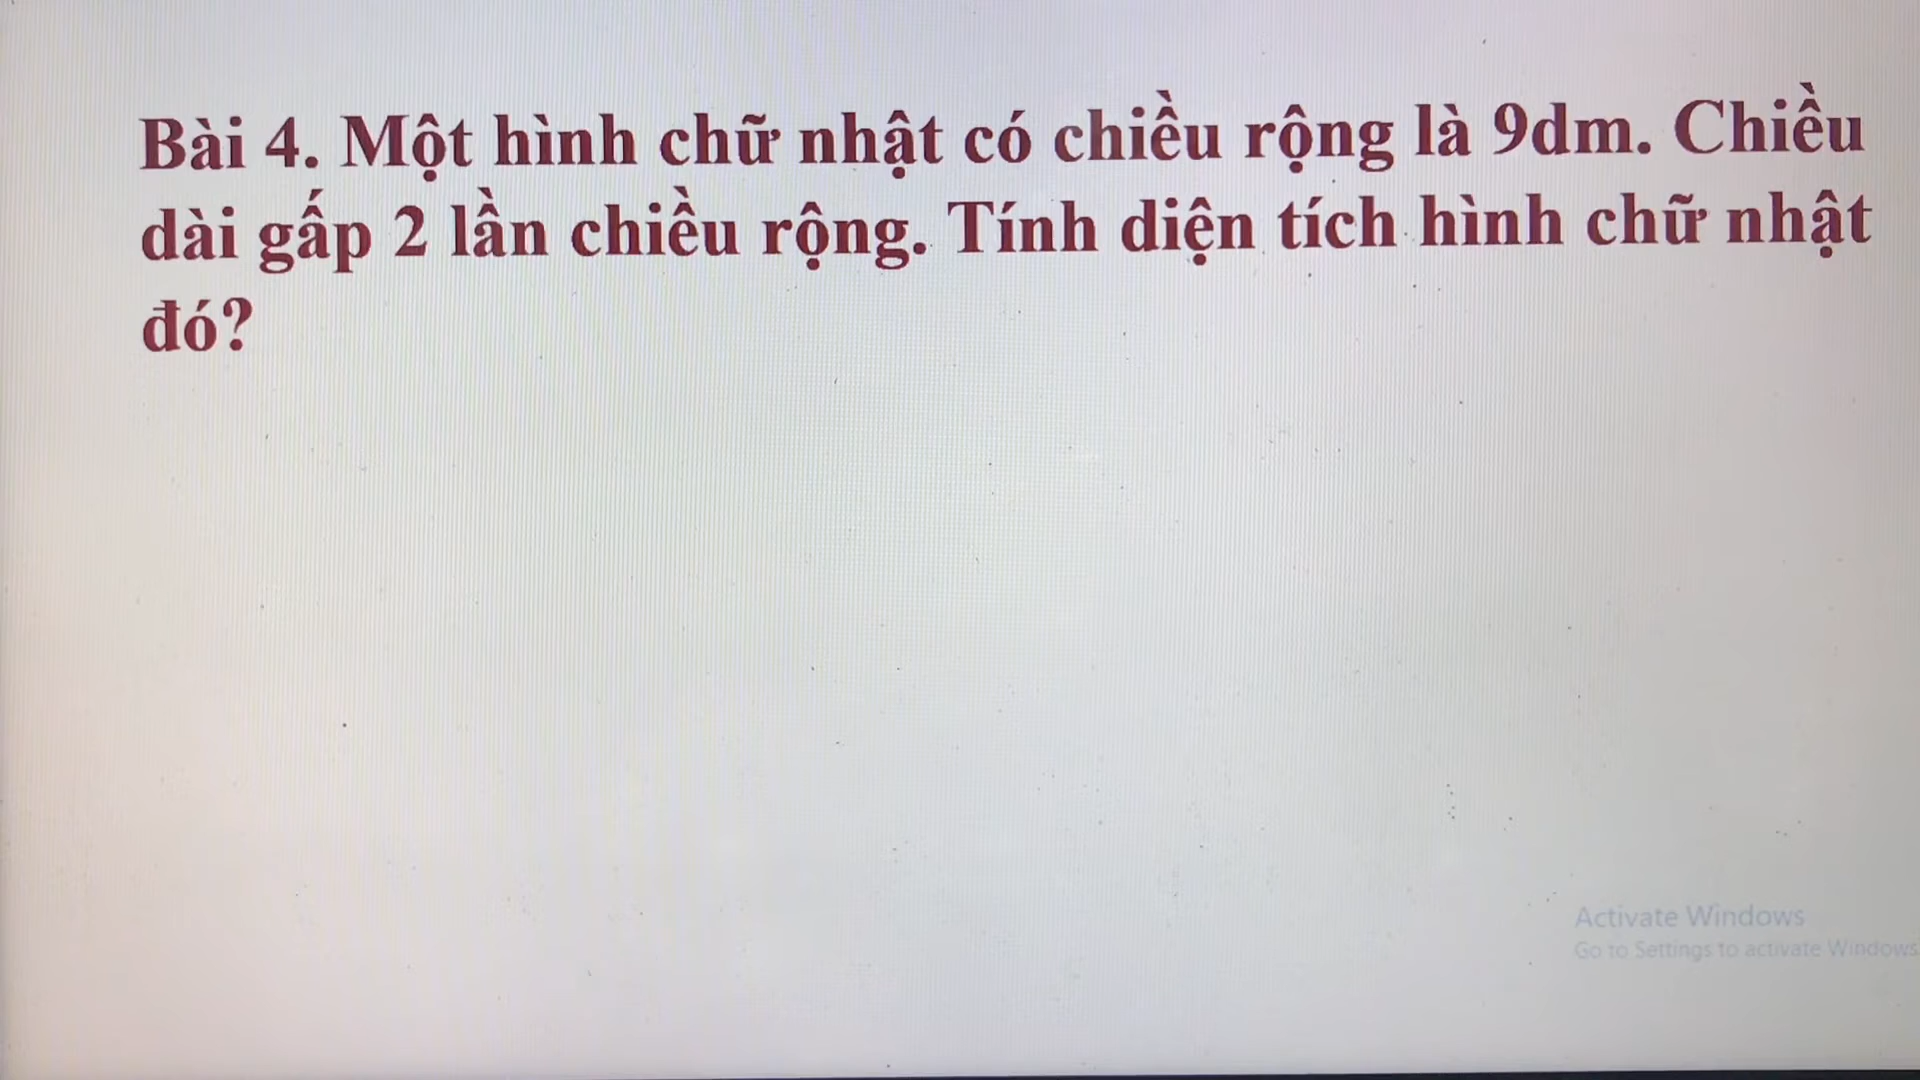 Bài 4. Một hình chữ nhật có chiều rộng là 9dm. Chiều
dài gấp 2 lần chiều rộng. Tính diện tích hình chữ nhật
đó?
Activate Windows
Go to Settings to activate Windows